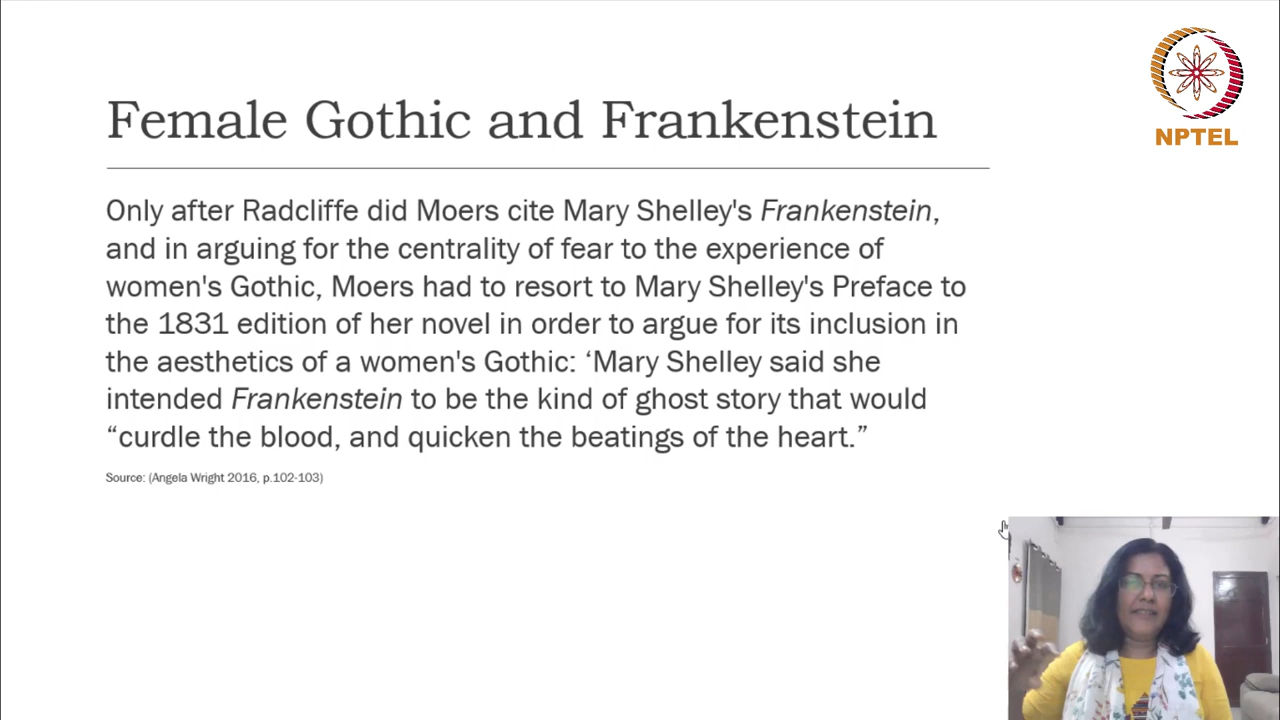 Female Gothic and Frankenstein
NPTEL
Only after Radcliffe did Moers cite Mary Shelley's Frankenstein,
and in arguing for the centrality of fear to the experience of
women's Gothic, Moers had to resort to Mary Shelley's Preface to
the 1831 edition of her novel in order to argue for its inclusion in
the aesthetics of a women's Gothic: ‘Mary Shelley said she
intended Frankenstein to be the kind of ghost story that would
“curdle the blood, and quicken the beatings of the heart.”
Source: (Angela Wright 2016, p.102-103)